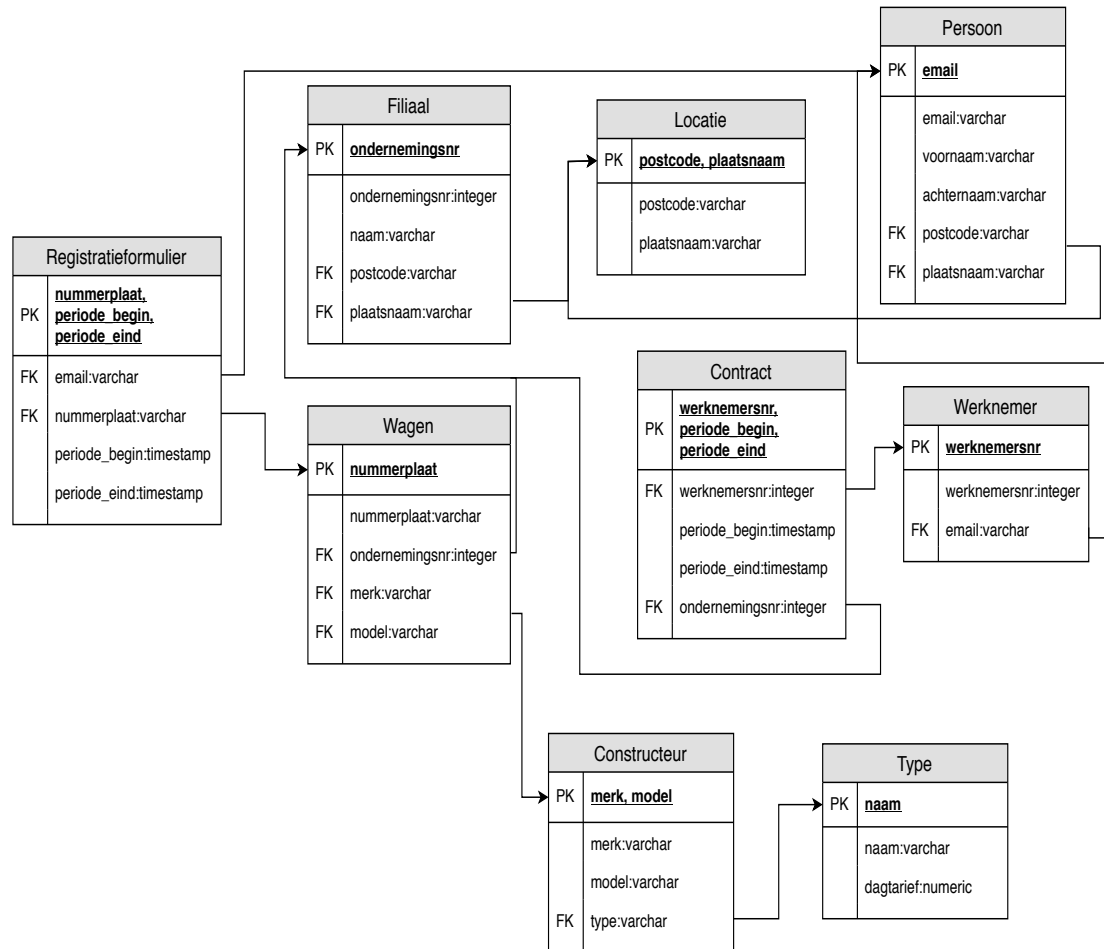 Persoon
PK email
email:varchar
voornaam:varchar
achternaam:varchar
FK postcode:varchar
FK plaatsnaam:varchar
Filiaal
PK ondernemingsnr
ondernemingsnr:integer
naam:varchar
FK postcode:varchar
FK plaatsnaam:varchar
Locatie
PK postcode, plaatsnaam
postcode:varchar
plaatsnaam:varchar
Registratieformulier
nummerplaat,
PK periode_begin,
periode_eind
FK email:varchar
FK nummerplaat:varchar
periode_begin:timestamp
periode_eind:timestamp
Wagen
PK nummerplaat
nummerplaat:varchar
FK ondernemingsnr:integer
FK merk:varchar
FK model:varchar
Contract
werknemersnr,
PK periode_begin,
periode_eind
FK werknemersnr:integer
periode_begin:timestamp
periode_eind:timestamp
FK ondernemingsnr:integer
Werknemer
PK werknemersnr
werknemersnr:integer
FK email:varchar
Constructeur
PK merk, model
merk:varchar
model:varchar
FK type:varchar
Type
PK naam
naam:varchar
dagtarief:numeric